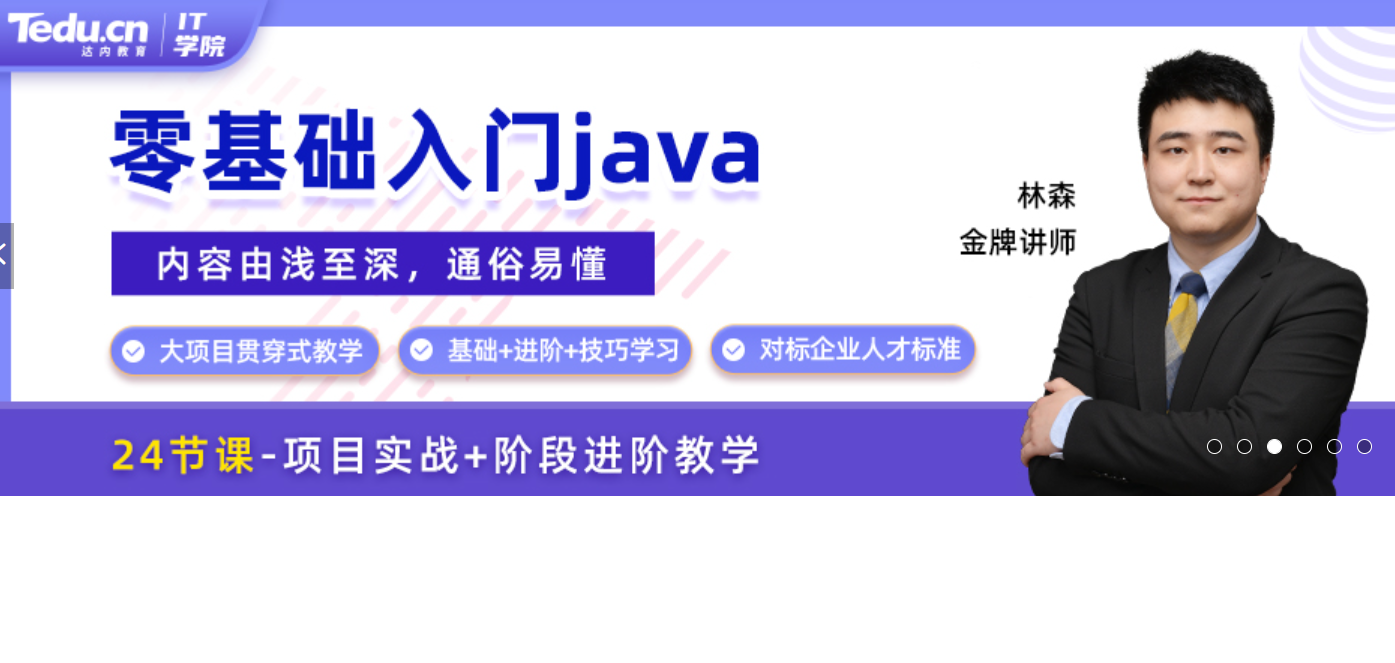 Tedu.cn
达内教育
IT
学院
零基础入门java
林森
金牌讲师
内容由浅至深，通俗易懂
大项目贯穿式教学
基础+进阶+技巧学习
对标企业人才标准
24节课-项目实战+阶段进阶教学